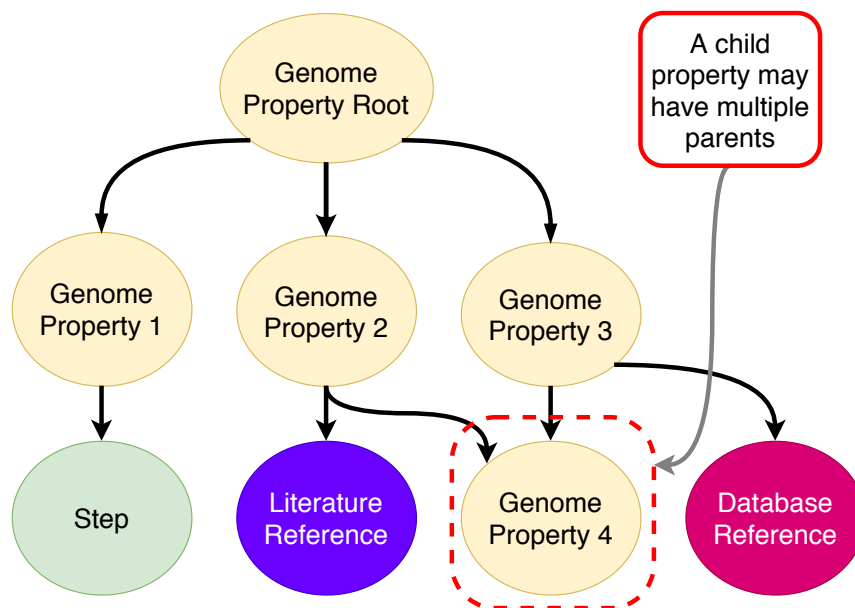 Genome
Property Root
A child
property may
have multiple
parents
Genome
Property 1
Genome
Property 2
Genome
Property 3
Step
Literature
Reference
Genome
Property 4
Database
Reference